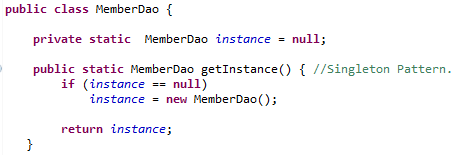 public class MemberDao {
private static  MemberDao instance = null;
public static MemberDao getInstance() { //Singleton Pattern.
if (instance == null)
instance = new MemberDao();
return instance;
}